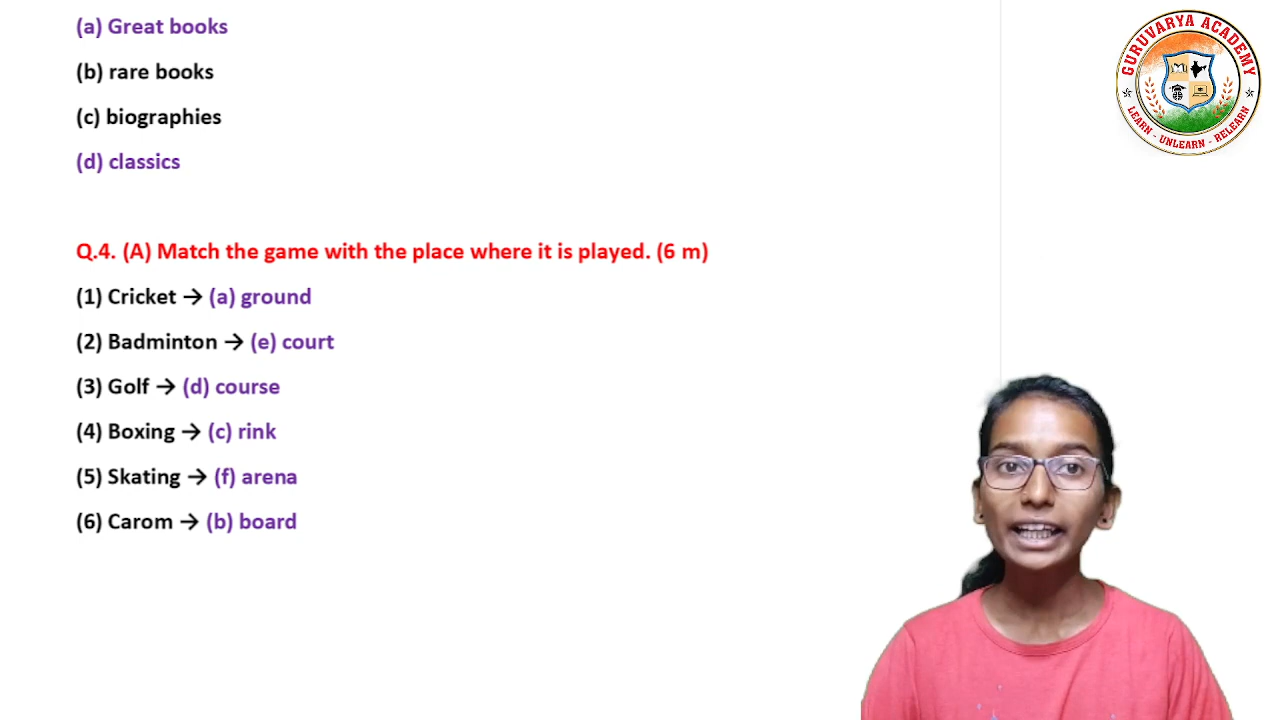 (a) Great books
(b) rare books
(c) biographies
(d) classics
Q.4. (A) Match the game with the place where it is played. (6 m)
(1) Cricket → (a) ground
(2) Badminton → (e) court
(3) Golf → (d) course
(4) Boxing → (c) rink
(5) Skating → (f) arena
(6) Carom → (b) board
GURUVARYA ACADEMY
LEARN - UNLEARN - RELEARN